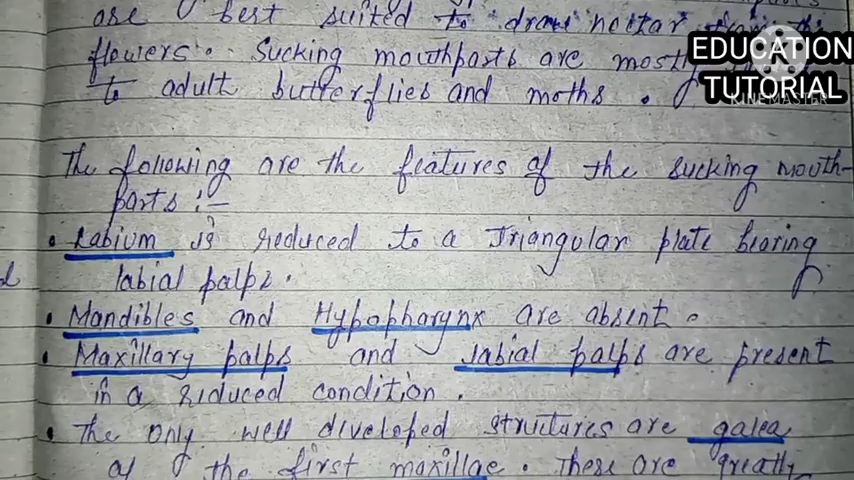 are best suited to draw nectar from the
flowers. Sucking mouthparts are mostly
to adult butterflies and moths.
EDUCATION
TUTORIAL
KINEMASTER
The following are the features of the sucking mouth-
parts :-
• Labium is reduced to a triangular plate bearing
labial palps.
• Mandibles and Hypopharynx are absent.
• Maxillary palps and labial palps are present
in a reduced condition.
• The only well diveloped structures are galea
of the first maxillae. These are greatly